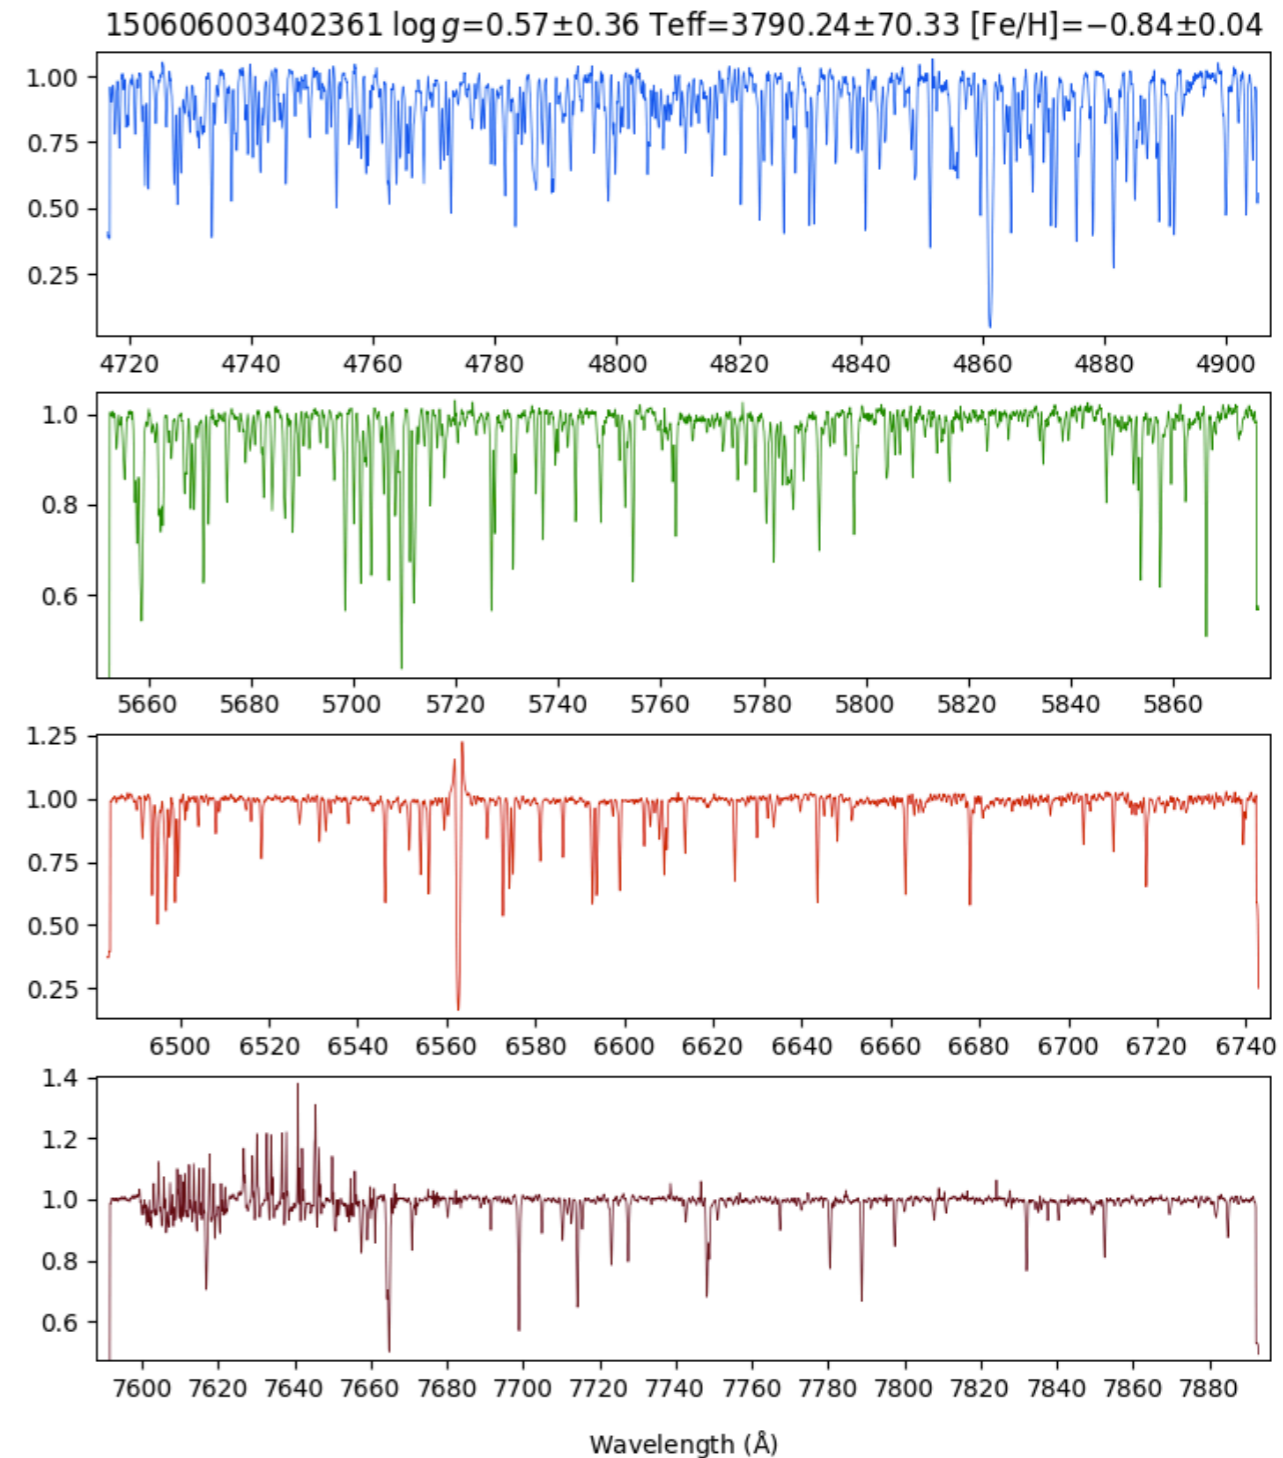 150606003402361 log g=0.57±0.36 Teff=3790.24±70.33 [Fe/H]=−0.84±0.04
1.00
0.75
0.50
0.25
4720 4740 4760 4780 4800 4820 4840 4860 4880 4900
1.0
0.8
0.6
5660 5680 5700 5720 5740 5760 5780 5800 5820 5840 5860
1.25
1.00
0.75
0.50
0.25
6500 6520 6540 6560 6580 6600 6620 6640 6660 6680 6700 6720 6740
1.4
1.2
1.0
0.8
0.6
7600 7620 7640 7660 7680 7700 7720 7740 7760 7780 7800 7820 7840 7860 7880
Wavelength (Å)